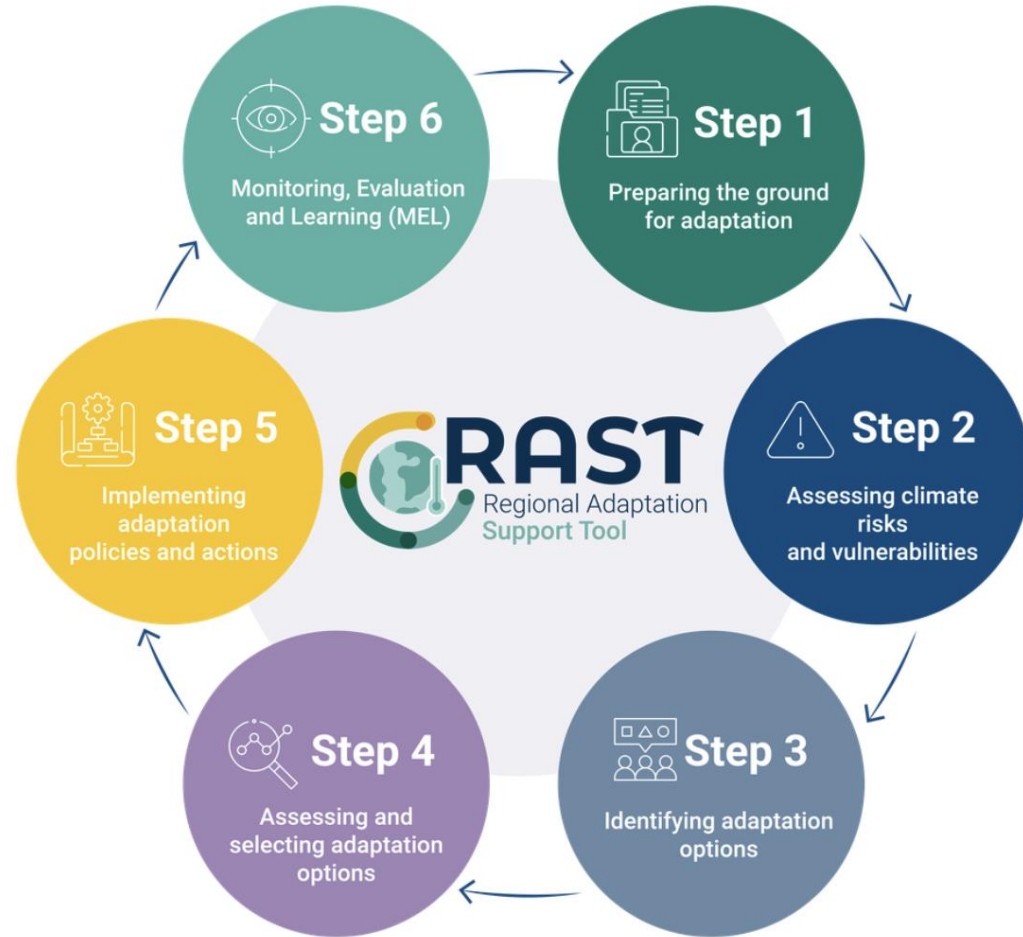 Step 1
Preparing the ground
for adaptation
Step 2
Assessing climate
risks
and vulnerabilities
Step 3
Identifying adaptation
options
Step 4
Assessing and
selecting adaptation
options
Step 5
Implementing
adaptation
policies and actions
Step 6
Monitoring, Evaluation
and Learning (MEL)
RAST
Regional Adaptation
Support Tool